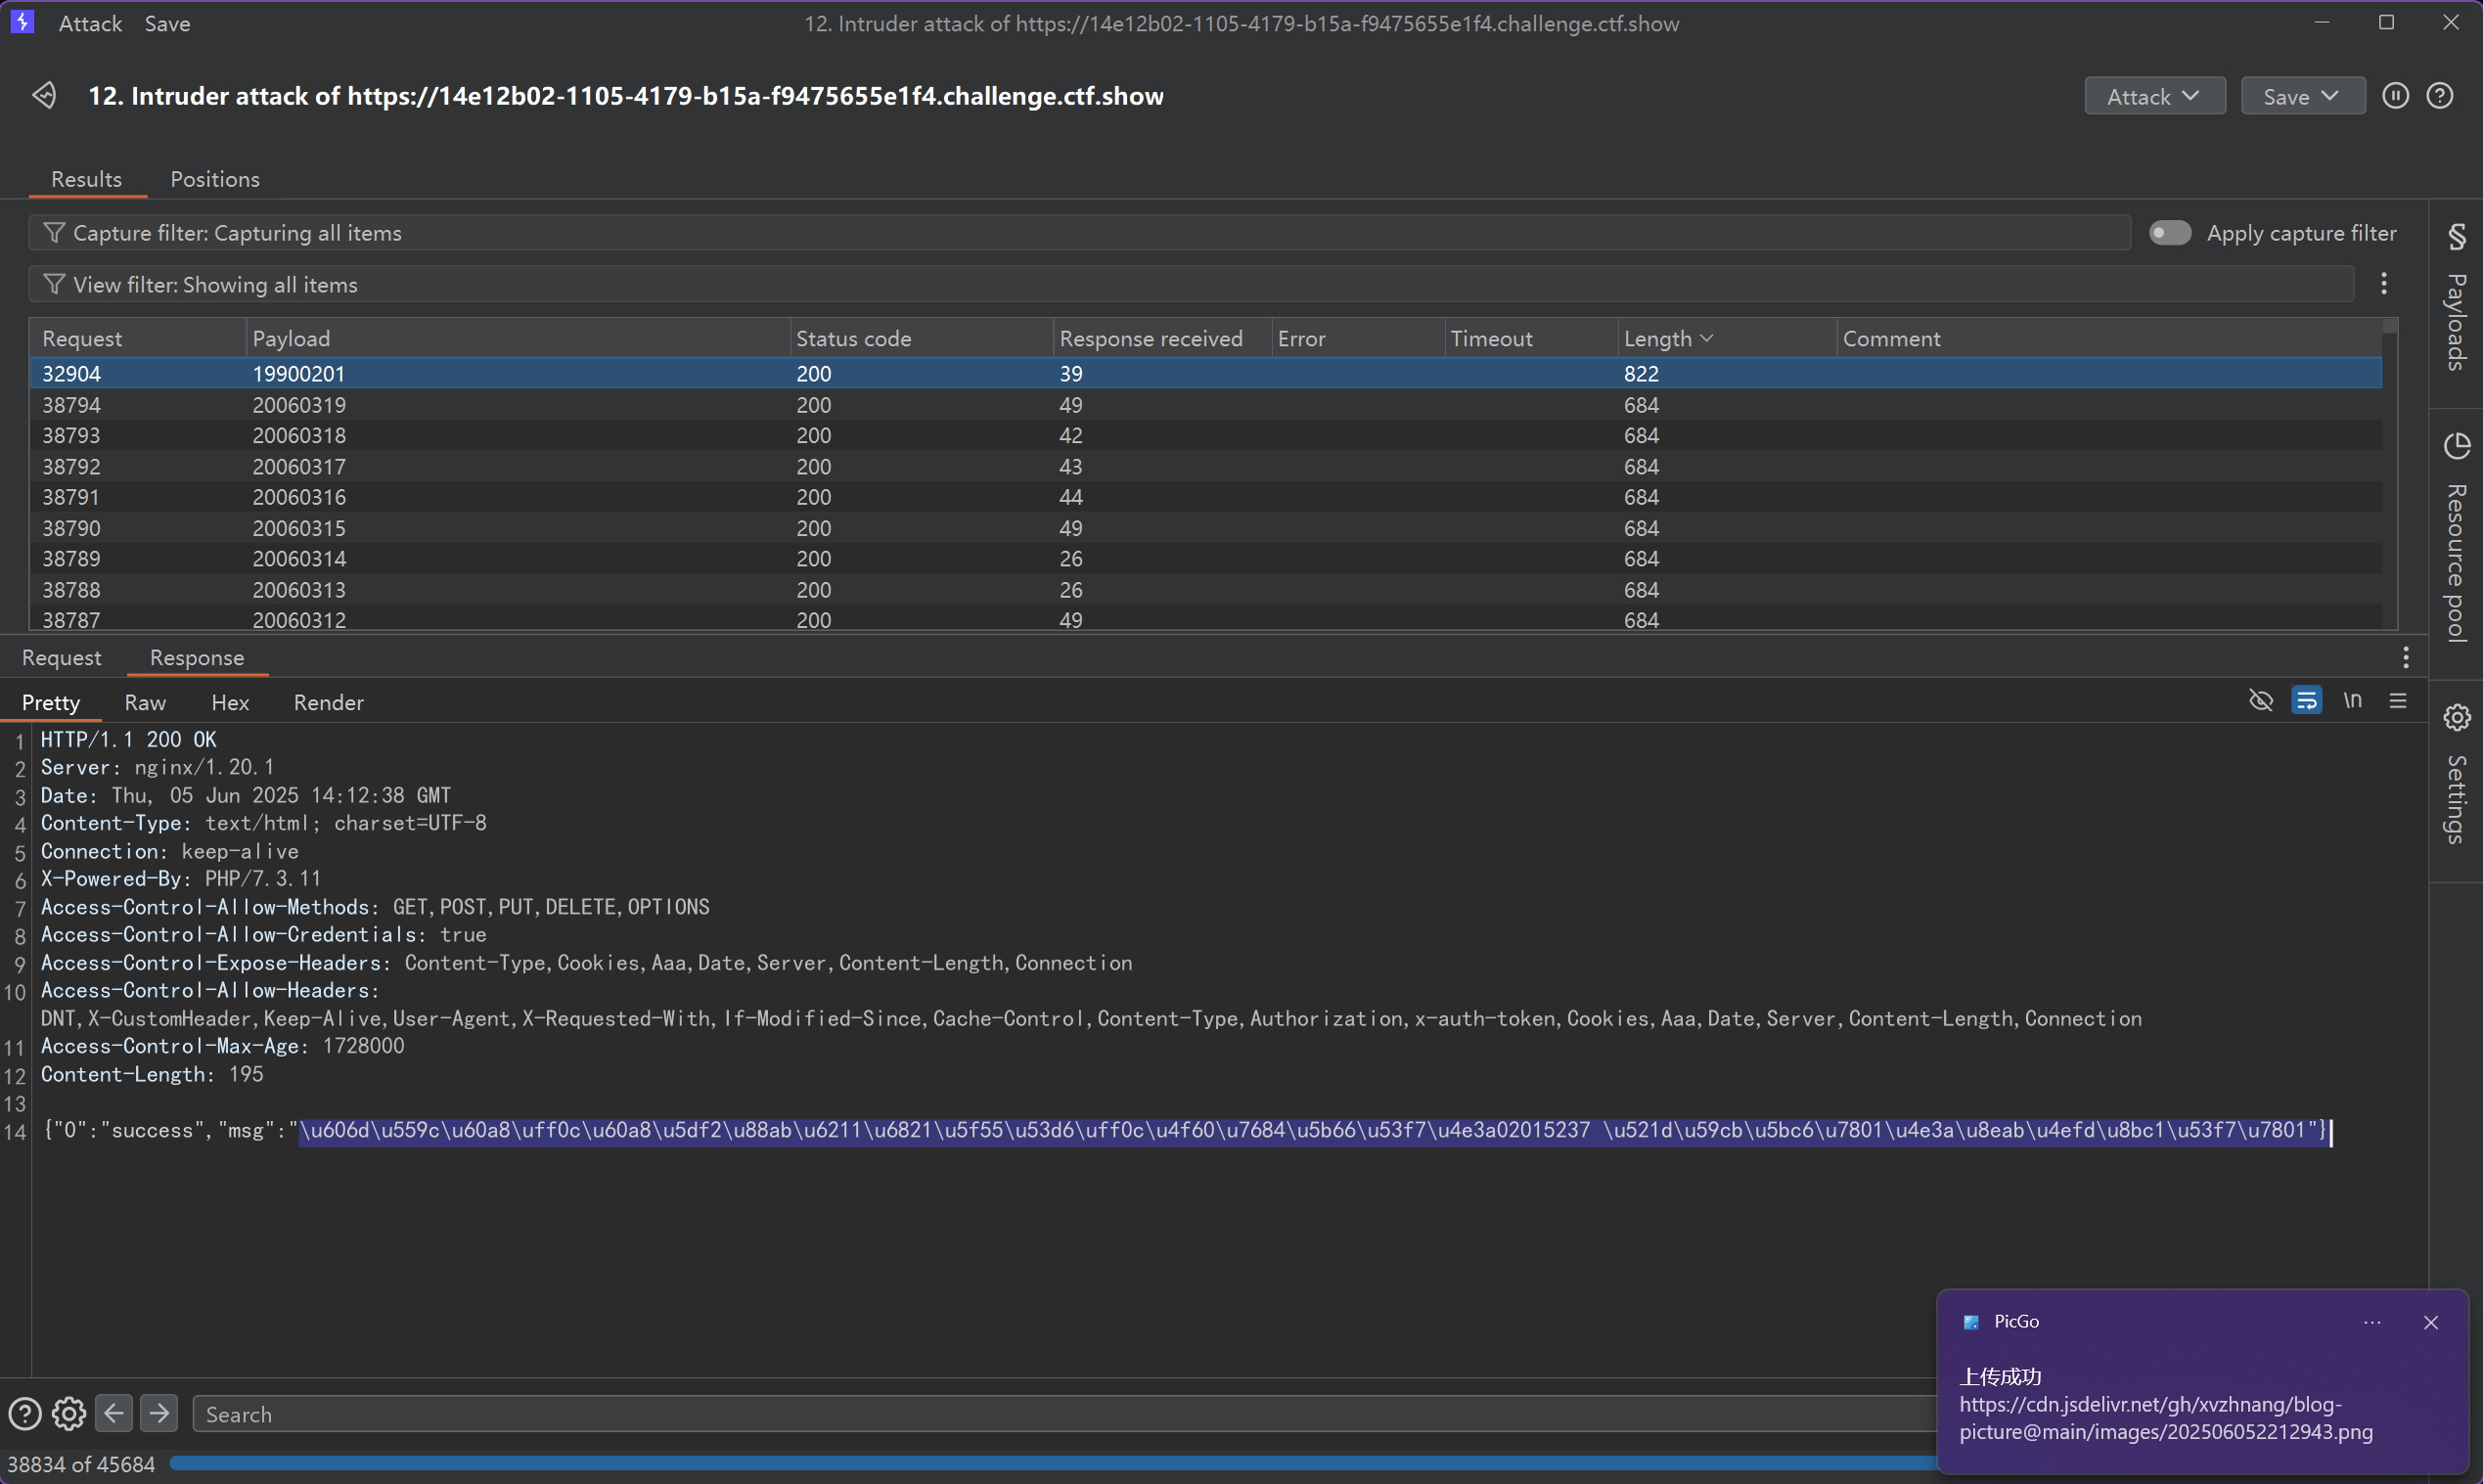 Attack Save 12. Intruder attack of https://14e12b02-1105-4179-b15a-f9475655e1f4.challenge.ctf.show
12. Intruder attack of https://14e12b02-1105-4179-b15a-f9475655e1f4.challenge.ctf.show Attack Save
Results Positions
Capture filter: Capturing all items Apply capture filter
View filter: Showing all items
Request Payload Status code Response received Error Timeout Length Comment
32904 19900201 200 39 822
38794 20060319 200 49 684
38793 20060318 200 42 684
38792 20060317 200 43 684
38791 20060316 200 44 684
38790 20060315 200 49 684
38789 20060314 200 26 684
38788 20060313 200 26 684
38787 20060312 200 49 684
Payloads
Resource pool
Settings
Request Response
Pretty Raw Hex Render \n
1 HTTP/1.1 200 OK
2 Server: nginx/1.20.1
3 Date: Thu, 05 Jun 2025 14:12:38 GMT
4 Content-Type: text/html; charset=UTF-8
5 Connection: keep-alive
6 X-Powered-By: PHP/7.3.11
7 Access-Control-Allow-Methods: GET,POST,PUT,DELETE,OPTIONS
8 Access-Control-Allow-Credentials: true
9 Access-Control-Expose-Headers: Content-Type,Cookies,Aaa,Date,Server,Content-Length,Connection
10 Access-Control-Allow-Headers:
DNT,X-CustomHeader,Keep-Alive,User-Agent,X-Requested-With,If-Modified-Since,Cache-Control,Content-Type,Authorization,x-auth-token,Cookies,Aaa,Date,Server,Content-Length,Connection
11 Access-Control-Max-Age: 1728000
12 Content-Length: 195
13
14 {"0":"success","msg":"\u606d\u559c\u60a8\uff0c\u60a8\u5df2\u88ab\u6211\u6821\u5f55\u53d6\uff0c\u4f60\u7684\u5b66\u53f7\u4e3a02015237 \u521d\u59cb\u5bc6\u7801\u4e3a\u8eab\u4efd\u8bc1\u53f7\u7801"}
PicGo
上传成功
https://cdn.jsdelivr.net/gh/xvzhnang/blog-
picture@main/images/202506052212943.png
Search
38834 of 45684